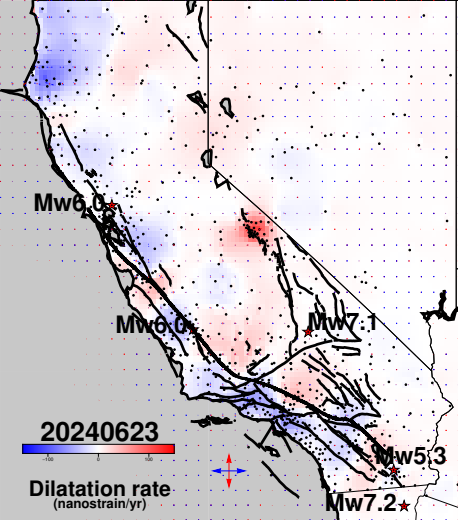 Mw6.0
Mw6.0
Mw7.1
20240623
-100 0 100
Dilatation rate
(nanostrain/yr)
Mw5.3
Mw7.2